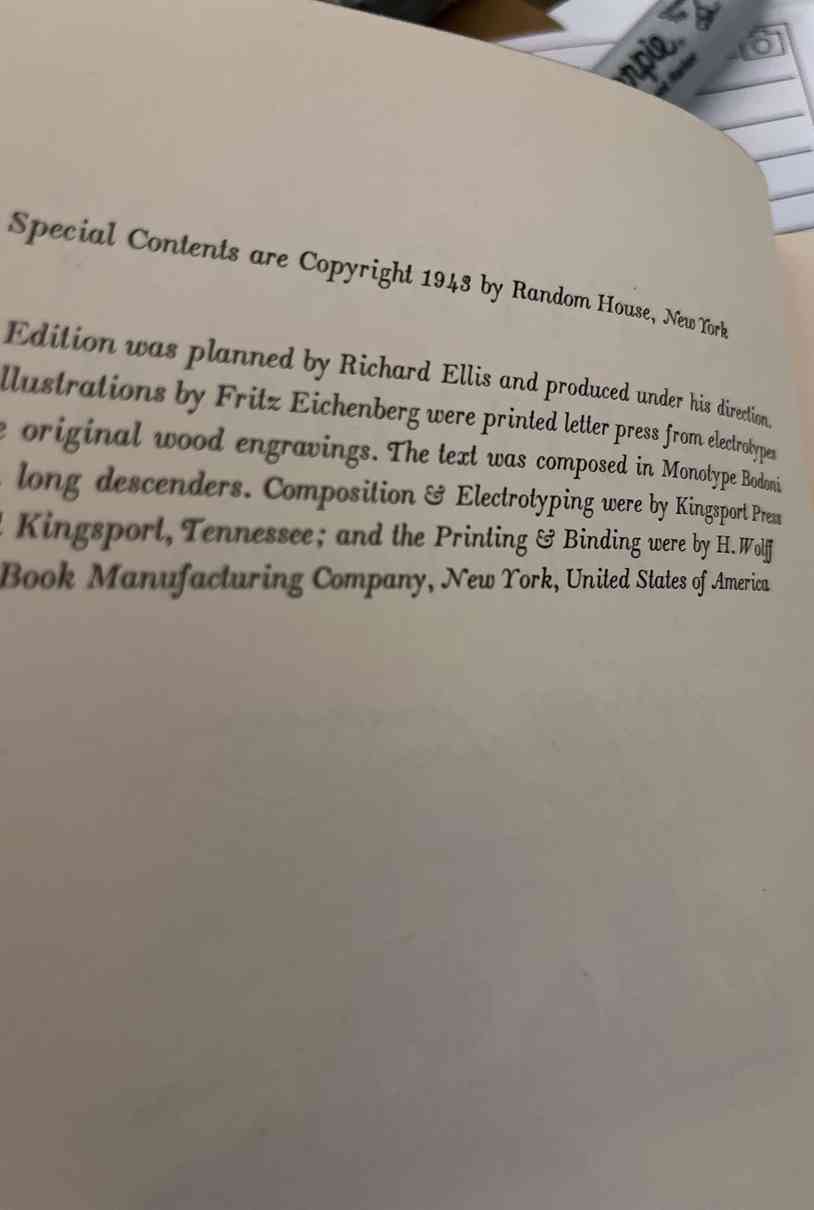 Special Contents are Copyright 1943 by Random House, New York
Edition was planned by Richard Ellis and produced under his direction.
llustrations by Fritz Eichenberg were printed letter press from electrotypes
original wood engravings. The text was composed in Monotype Bodoni
long descenders. Composition & Electrotyping were by Kingsport Press
Kingsport, Tennessee; and the Printing & Binding were by H. Wolff
Book Manufacturing Company, New York, United States of America